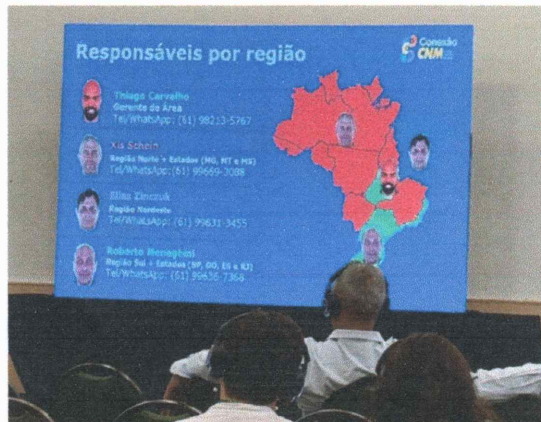 Responsáveis por região
Conexão
CNM
Thiago Carvalho
Gerente de Área
Tel/WhatsApp: (61) 98213-5767
Xis Schein
Região Norte + Estados (MG, MT e MS)
Tel/WhatsApp: (61) 99669-3088
Elias Zinczuk
Região Nordeste
Tel/WhatsApp: (61) 99631-3455
Roberto Meneghini
Região Sul + Estados (SP, GO, ES e RJ)
Tel/WhatsApp: (61) 99636-7368